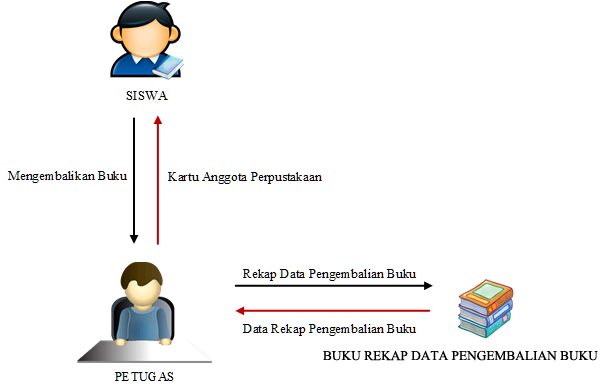 SISWA
Mengembalikan Buku
Kartu Anggota Perpustakaan
Rekap Data Pengembalian Buku
Data Rekap Pengembalian Buku
BUKU REKAP DATA PENGEMBALIAN BUKU
PETUGAS